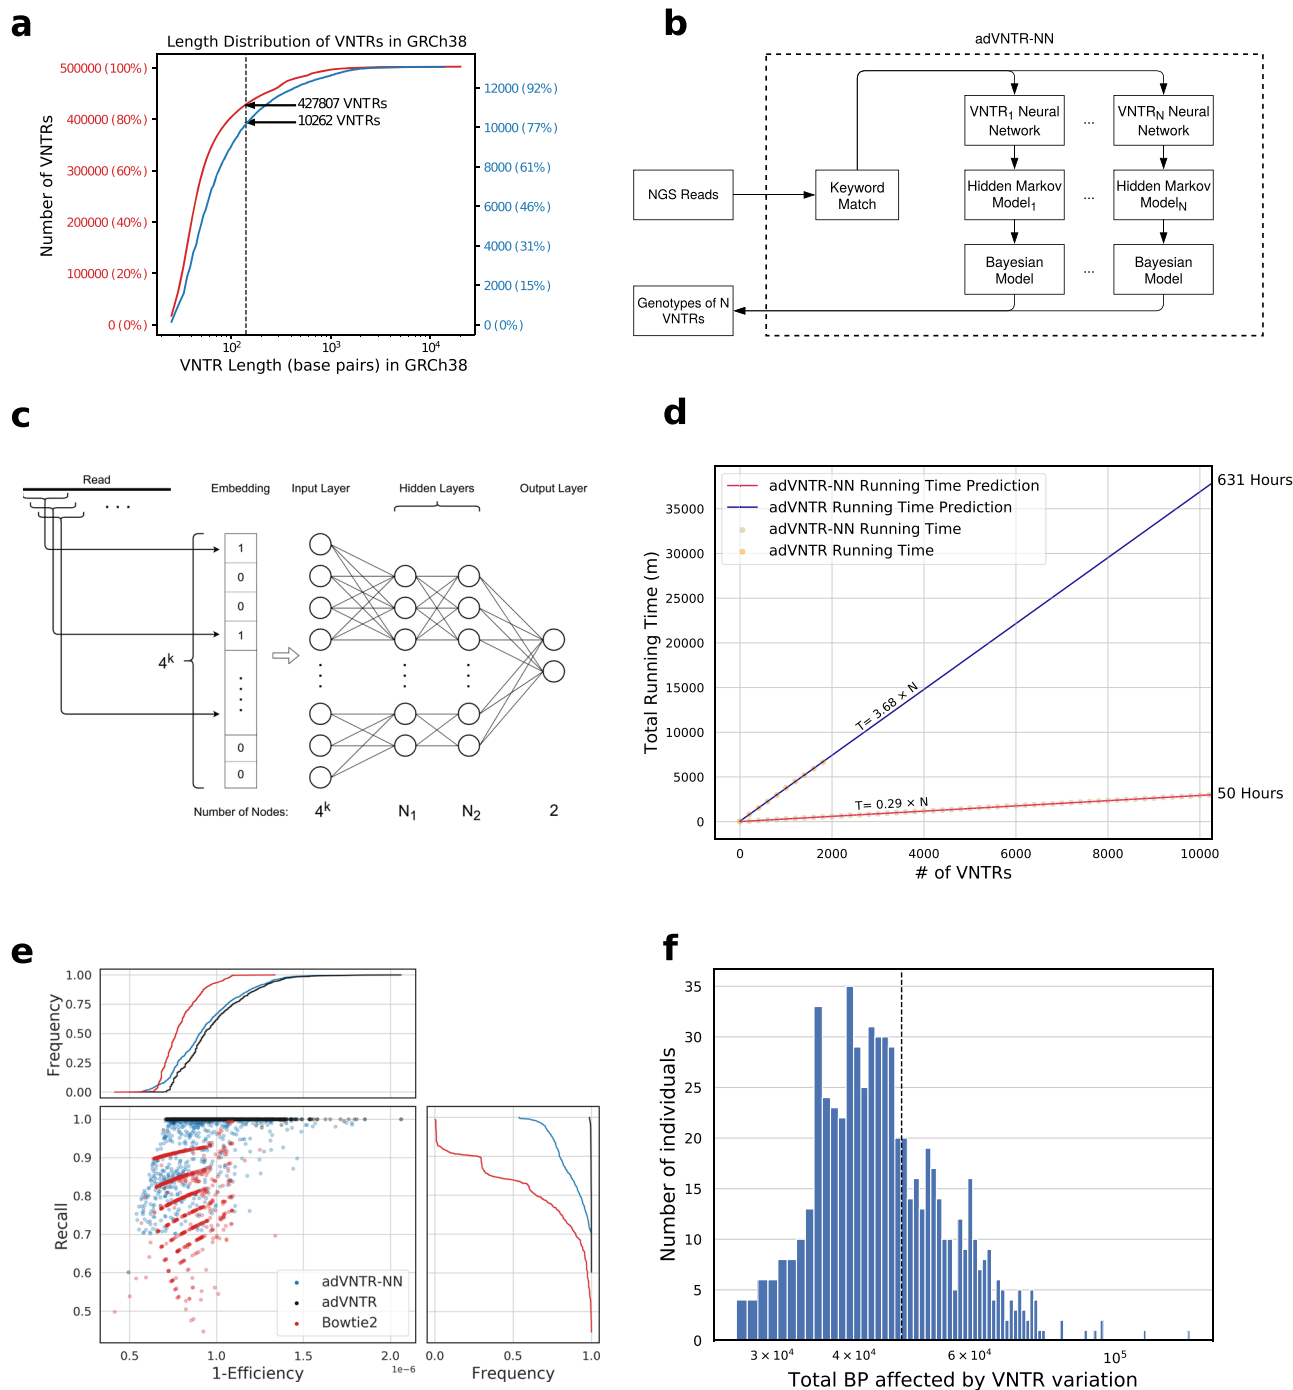 a
Length Distribution of VNTRs in GRCh38
500000 (100%)
400000 (80%)
300000 (60%)
200000 (40%)
100000 (20%)
0 (0%)
Number of VNTRs
427807 VNTRs
10262 VNTRs
12000 (92%)
10000 (77%)
8000 (61%)
6000 (46%)
4000 (31%)
2000 (15%)
0 (0%)
10² 10³ 10⁴
VNTR Length (base pairs) in GRCh38
b
adVNTR-NN
NGS Reads
Keyword
Match
VNTR₁ Neural
Network
...
VNTR_N Neural
Network
Hidden Markov
Model₁
...
Hidden Markov
Model_N
Bayesian
Model
...
Bayesian
Model
Genotypes of N
VNTRs
c
Read
Embedding
Input Layer
Hidden Layers
Output Layer
. . .
1
0
0
1
0
0
4ᵏ
Number of Nodes: 4ᵏ N₁ N₂ 2
d
adVNTR-NN Running Time Prediction
adVNTR Running Time Prediction
adVNTR-NN Running Time
adVNTR Running Time
631 Hours
50 Hours
T= 3.68 × N
T= 0.29 × N
35000
30000
25000
20000
15000
10000
5000
0
Total Running Time (m)
0 2000 4000 6000 8000 10000
# of VNTRs
e
1.00
0.75
0.50
0.25
0.00
Frequency
1.0
0.9
0.8
0.7
0.6
0.5
Recall
adVNTR-NN
adVNTR
Bowtie2
0.5 1.0 1.5 2.0
1e−6
1-Efficiency
0.0 0.5 1.0
Frequency
f
35
30
25
20
15
10
5
0
Number of individuals
3 × 10⁴ 4 × 10⁴ 6 × 10⁴ 10⁵
Total BP affected by VNTR variation